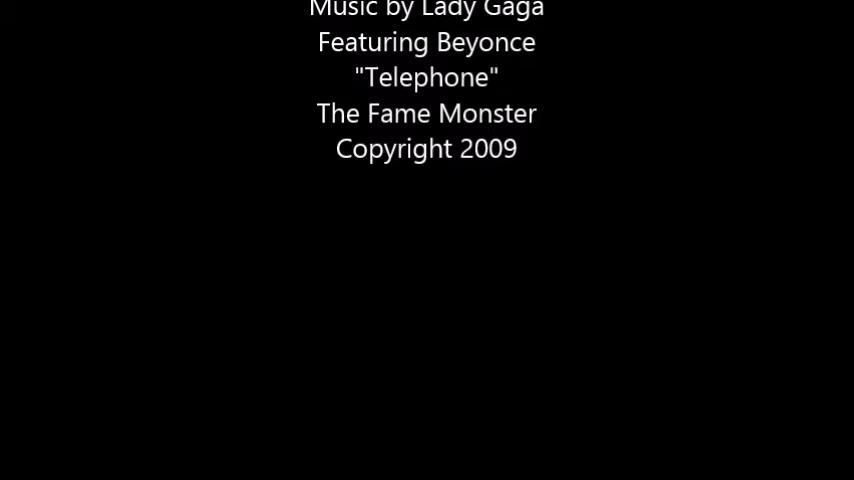 Music by Lady Gaga
Featuring Beyonce
"Telephone"
The Fame Monster
Copyright 2009